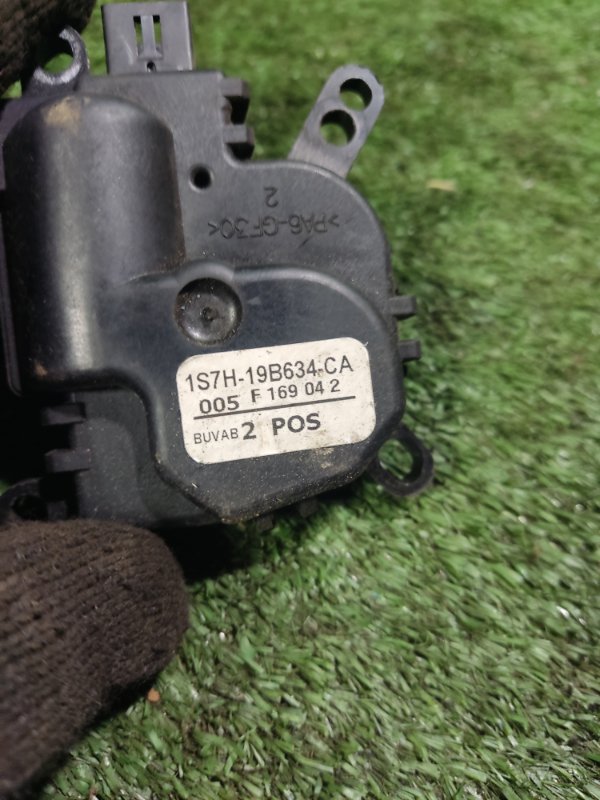 2
>PA6-GF30<
1S7H-19B634-CA
005 F 169 04 2
BUVAB 2 POS